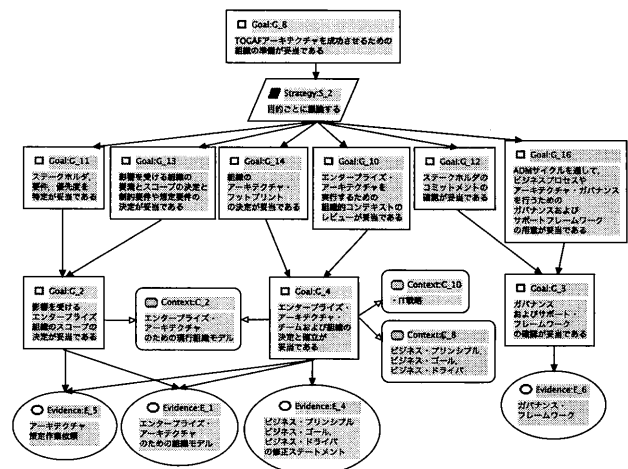 Goal:G_8
TOGAFアーキテクチャを成功させるための
組織の準備が妥当である
Strategy:S_2
目的ごとに議論する
Goal:G_11
ステークホルダ、
要件、優先度を
特定が妥当である
Goal:G_13
影響を受ける組織の
要素とスコープの決定と
制約要件や想定要件の
決定が妥当である
Goal:G_14
組織の
アーキテクチャ・
フットプリント
の決定が妥当である
Goal:G_10
エンタープライズ・
アーキテクチャを
実行するための
組織的コンテキストの
レビューが妥当である
Goal:G_12
ステークホルダの
コミットメントの
確認が妥当である
Goal:G_16
ADMサイクルを通して、
ビジネスプロセスや
アーキテクチャ・ガバナンス
を行うための
ガバナンスおよび
サポートフレームワーク
の用意が妥当である
Goal:G_2
影響を受ける
エンタープライズ
組織のスコープの
決定が妥当である
Context:C_2
エンタープライズ・
アーキテクチャ
のための現行組織モデル
Goal:G_4
エンタープライズ・
アーキテクチャ・
チームおよび組織の
決定と確立が
妥当である
Context:C_10
・IT戦略
Context:C_8
ビジネス・プリンシプル、
ビジネス・ゴール、
ビジネス・ドライバ
Goal:G_3
ガバナンス
およびサポート・
フレームワーク
の確認が妥当である
Evidence:E_5
アーキテクチャ
策定作業依頼
Evidence:E_1
エンタープライズ・
アーキテクチャ
のための組織モデル
Evidence:E_4
ビジネス・プリンシプル
ビジネス・ゴール、
ビジネス・ドライバ
の修正ステートメント
Evidence:E_6
ガバナンス・
フレームワーク